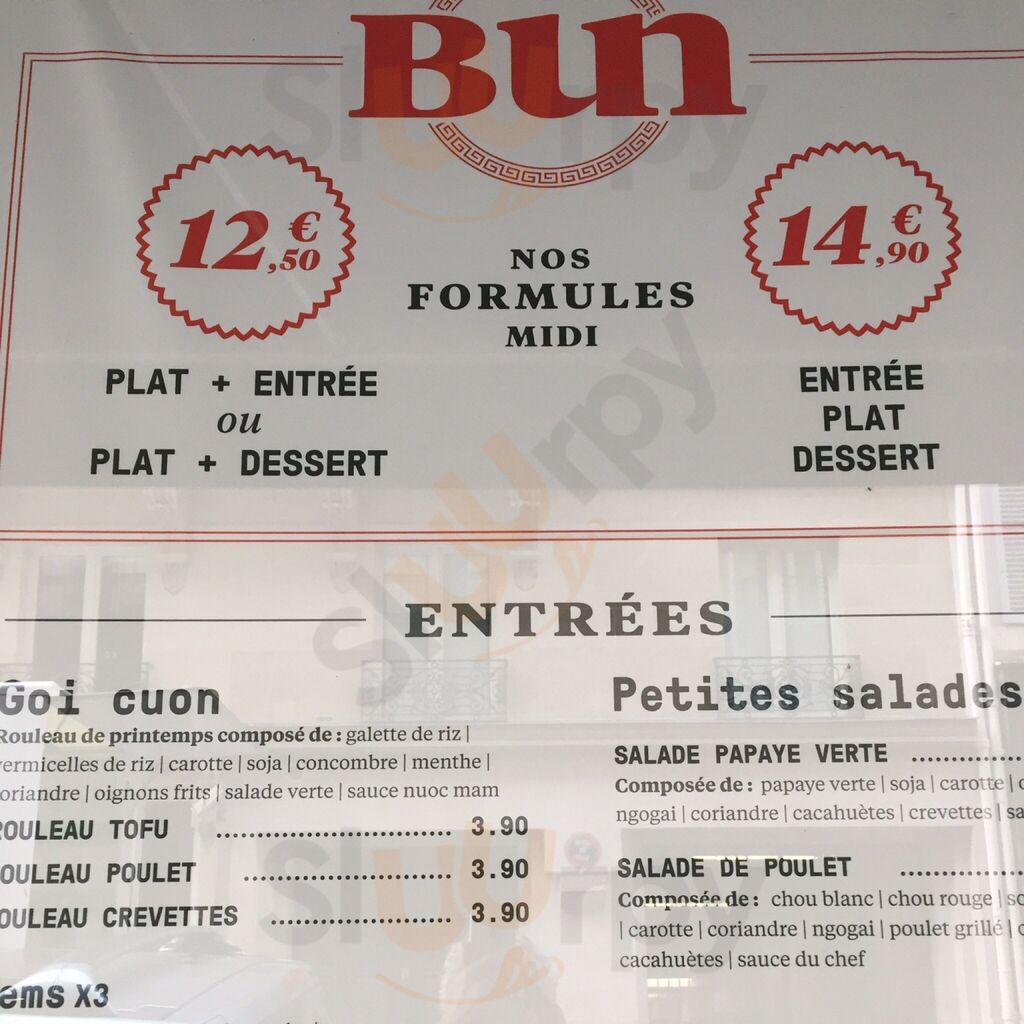 Bun
12,50 €
PLAT + ENTRÉE
ou
PLAT + DESSERT
NOS
FORMULES
MIDI
14,90 €
ENTRÉE
PLAT
DESSERT
ENTRÉES
Goi cuon
Rouleau de printemps composé de : galette de riz |
vermicelles de riz | carotte | soja | concombre | menthe |
coriandre | oignons frits | salade verte | sauce nuoc mam
ROULEAU TOFU ........................... 3.90
ROULEAU POULET ........................ 3.90
ROULEAU CREVETTES ..................... 3.90
ems X3
Petites salades
SALADE PAPAYE VERTE .............
Composée de : papaye verte | soja | carotte |
ngogai | coriandre | cacahuètes | crevettes |
SALADE DE POULET .............
Composée de : chou blanc | chou rouge |
| carotte | coriandre | ngogai | poulet grillé |
cacahuètes | sauce du chef
sluurpy
sluurpy
sluurpy